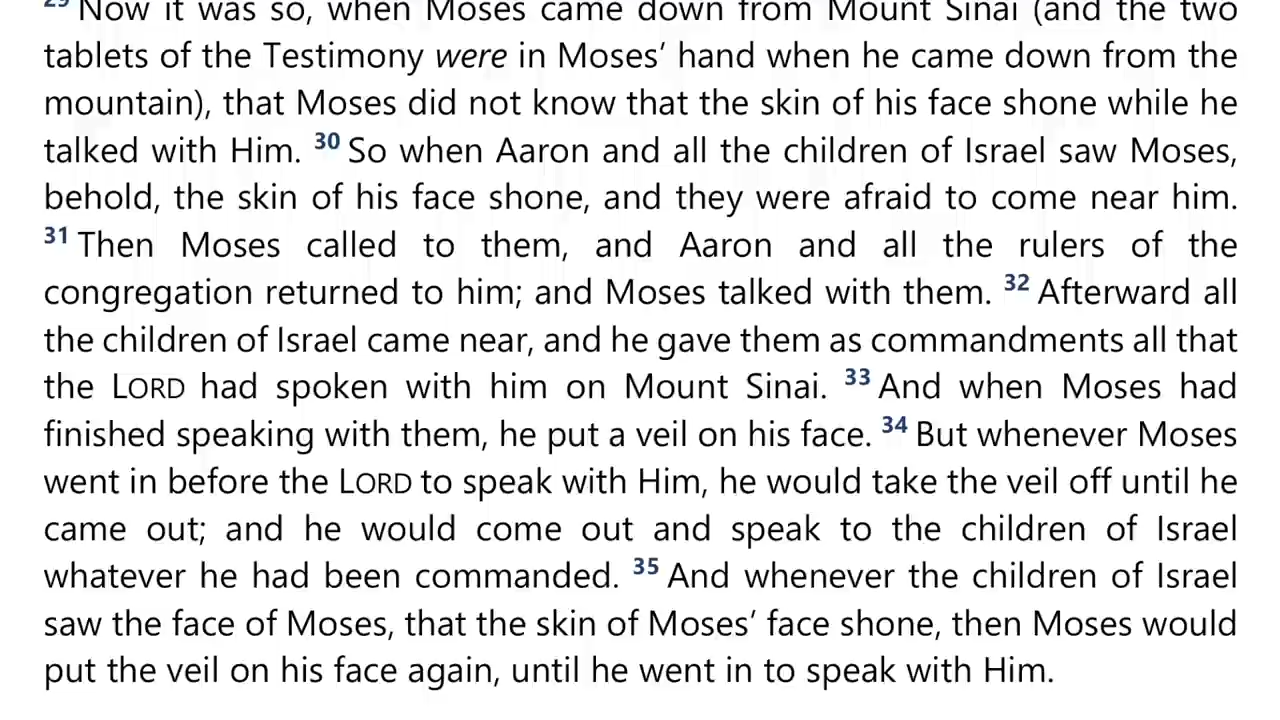 29 Now it was so, when Moses came down from Mount Sinai (and the two
tablets of the Testimony were in Moses’ hand when he came down from the
mountain), that Moses did not know that the skin of his face shone while he
talked with Him. 30 So when Aaron and all the children of Israel saw Moses,
behold, the skin of his face shone, and they were afraid to come near him.
31 Then Moses called to them, and Aaron and all the rulers of the
congregation returned to him; and Moses talked with them. 32 Afterward all
the children of Israel came near, and he gave them as commandments all that
the LORD had spoken with him on Mount Sinai. 33 And when Moses had
finished speaking with them, he put a veil on his face. 34 But whenever Moses
went in before the LORD to speak with Him, he would take the veil off until he
came out; and he would come out and speak to the children of Israel
whatever he had been commanded. 35 And whenever the children of Israel
saw the face of Moses, that the skin of Moses’ face shone, then Moses would
put the veil on his face again, until he went in to speak with Him.